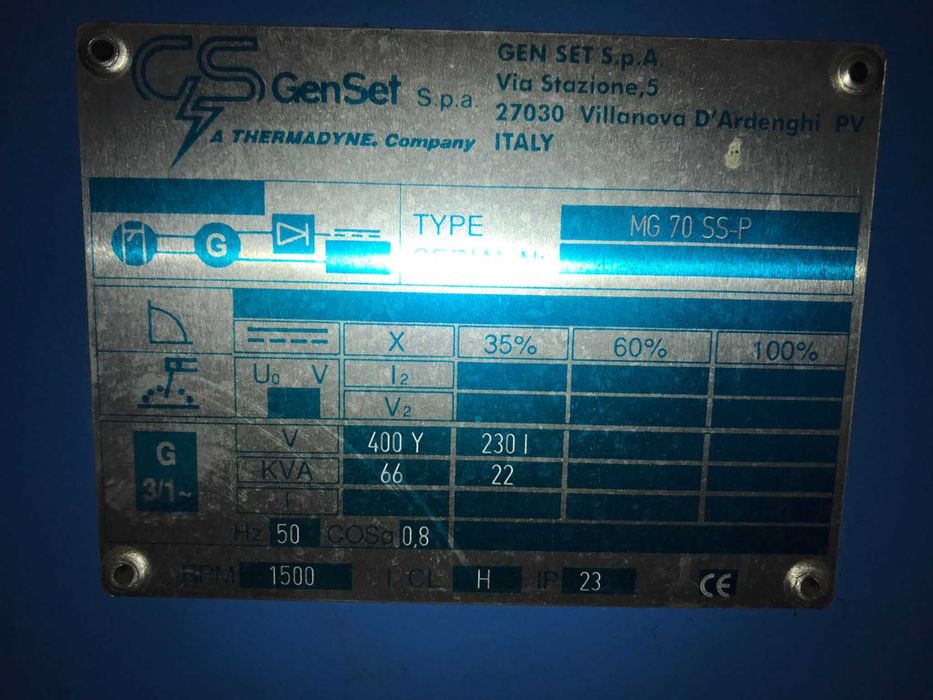 GS GenSet S.p.a.
A THERMADYNE® Company
GEN SET S.p.A
Via Stazione,5
27030 Villanova D'Ardenghi PV
ITALY
G
TYPE MG 70 SS-P
X 35% 60% 100%
U₀ V I₂
V₂
G
3/1~
V 400 Y 230 I
KVA 66 22
I
Hz 50 COSφ 0,8
RPM 1500 I. CL H IP 23 CE